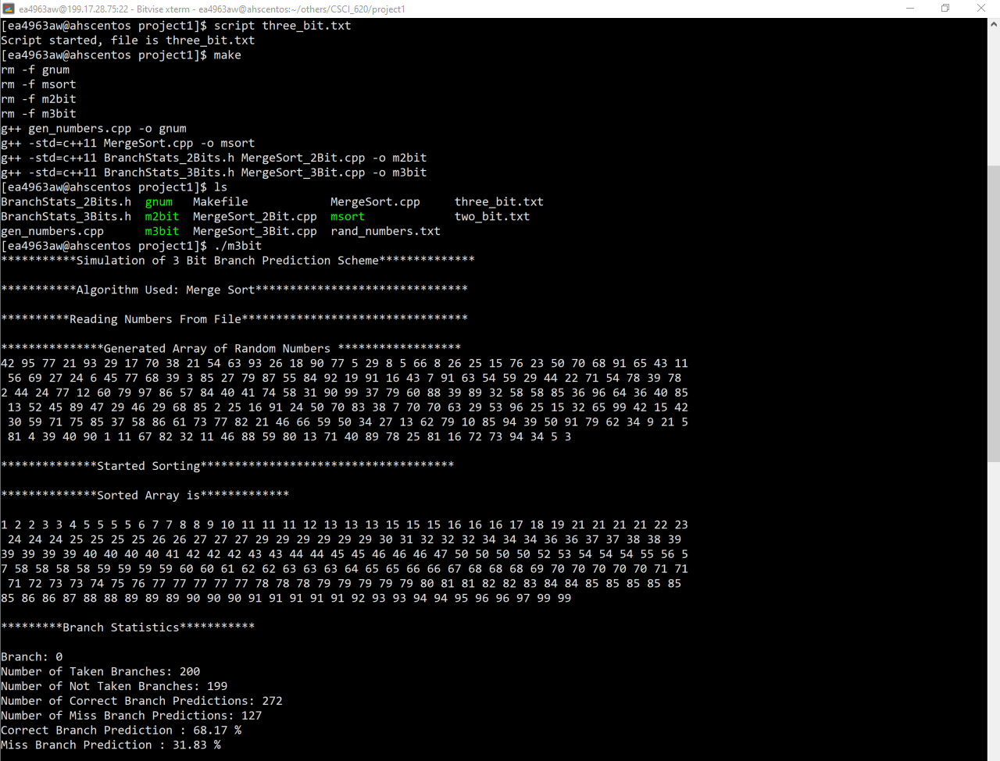 ea4963aw@199.17.28.75:22 - Bitvise xterm - ea4963aw@ahscentos:~/others/CSCI_620/project1
[ea4963aw@ahscentos project1]$ script three_bit.txt
Script started, file is three_bit.txt
[ea4963aw@ahscentos project1]$ make
rm -f gnum
rm -f msort
rm -f m2bit
rm -f m3bit
g++ gen_numbers.cpp -o gnum
g++ -std=c++11 MergeSort.cpp -o msort
g++ -std=c++11 BranchStats_2Bits.h MergeSort_2Bit.cpp -o m2bit
g++ -std=c++11 BranchStats_3Bits.h MergeSort_3Bit.cpp -o m3bit
[ea4963aw@ahscentos project1]$ ls
BranchStats_2Bits.h  gnum   Makefile            MergeSort.cpp     three_bit.txt
BranchStats_3Bits.h  m2bit  MergeSort_2Bit.cpp  msort             two_bit.txt
gen_numbers.cpp      m3bit  MergeSort_3Bit.cpp  rand_numbers.txt
[ea4963aw@ahscentos project1]$ ./m3bit
***********Simulation of 3 Bit Branch Prediction Scheme**************
***********Algorithm Used: Merge Sort*******************************
**********Reading Numbers From File*********************************
***************Generated Array of Random Numbers ******************
42 95 77 21 93 29 17 70 38 21 54 63 93 26 18 90 77 5 29 8 5 66 8 26 25 15 76 23 50 70 68 91 65 43 11
 56 69 27 24 6 45 77 68 39 3 85 27 79 87 55 84 92 19 91 16 43 7 91 63 54 59 29 44 22 71 54 78 39 78
2 44 24 77 12 60 79 97 86 57 84 40 41 74 58 31 90 99 37 79 60 88 39 89 32 58 58 85 36 96 64 36 40 85
 13 52 45 89 47 29 46 29 68 85 2 25 16 91 24 50 70 83 38 7 70 70 63 29 53 96 25 15 32 65 99 42 15 42
 30 59 71 75 85 37 58 86 61 73 77 82 21 46 66 59 50 34 27 13 62 79 10 85 94 39 50 91 79 62 34 9 21 5
 81 4 39 40 90 1 11 67 82 32 11 46 88 59 80 13 71 40 89 78 25 81 16 72 73 94 34 5 3
**************Started Sorting*************************************
**************Sorted Array is*************
1 2 2 3 3 4 5 5 5 5 6 7 7 8 8 9 10 11 11 11 12 13 13 13 15 15 15 16 16 16 17 18 19 21 21 21 21 22 23
 24 24 24 25 25 25 25 26 26 27 27 27 29 29 29 29 29 29 30 31 32 32 32 34 34 34 36 36 37 37 38 38 39
39 39 39 39 40 40 40 40 41 42 42 42 43 43 44 44 45 45 46 46 46 47 50 50 50 50 52 53 54 54 54 55 56 5
7 58 58 58 58 59 59 59 59 60 60 61 62 62 63 63 63 64 65 65 66 66 67 68 68 68 69 70 70 70 70 70 71 71
 71 72 73 73 74 75 76 77 77 77 77 77 78 78 78 79 79 79 79 79 80 81 81 82 82 83 84 84 85 85 85 85 85
85 86 86 87 88 88 89 89 89 90 90 90 91 91 91 91 91 92 93 93 94 94 95 96 96 97 99 99
*********Branch Statistics***********
Branch: 0
Number of Taken Branches: 200
Number of Not Taken Branches: 199
Number of Correct Branch Predictions: 272
Number of Miss Branch Predictions: 127
Correct Branch Prediction : 68.17 %
Miss Branch Prediction : 31.83 %